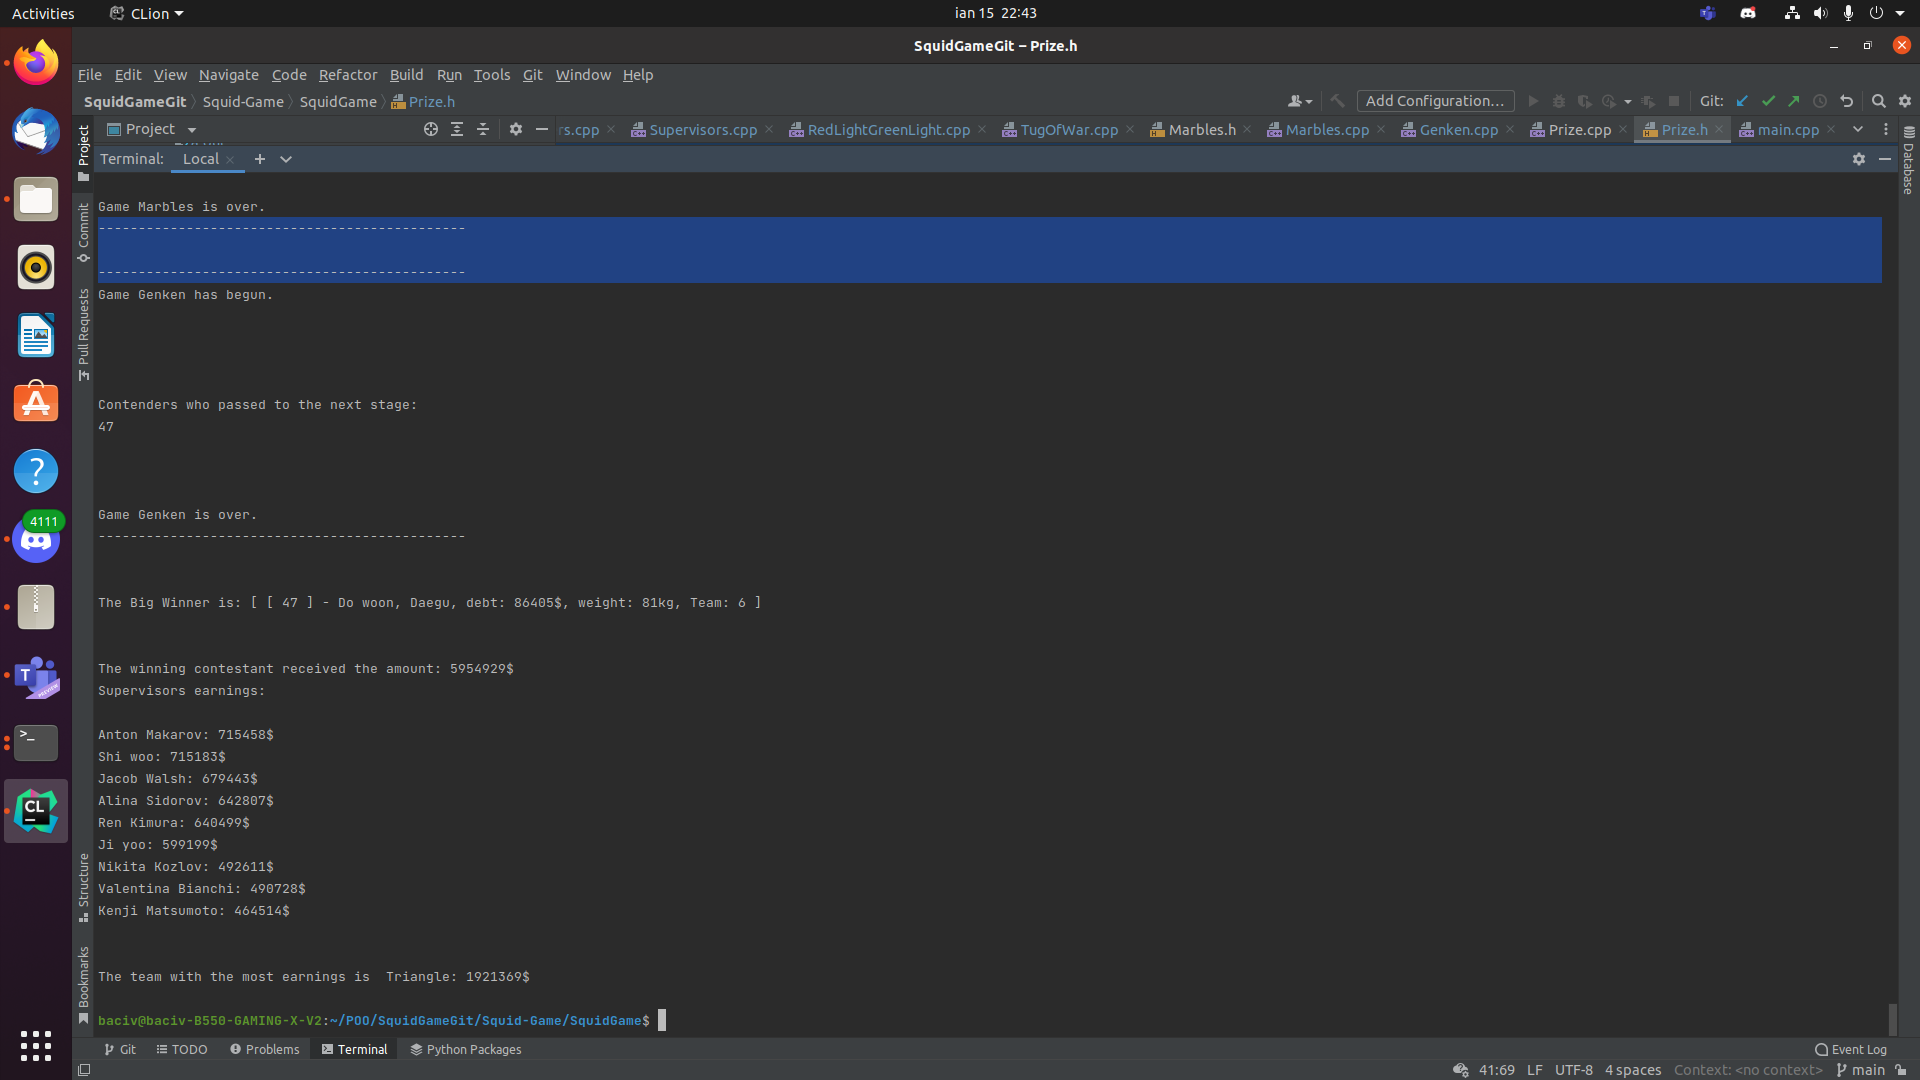 Activities CLion ian 15 22:43
SquidGameGit – Prize.h
File Edit View Navigate Code Refactor Build Run Tools Git Window Help
SquidGameGit Squid-Game SquidGame Prize.h Add Configuration... Git:
Project rs.cpp Supervisors.cpp RedLightGreenLight.cpp TugOfWar.cpp Marbles.h Marbles.cpp Genken.cpp Prize.cpp Prize.h main.cpp
Terminal: Local
Project
Commit
Pull Requests
Structure
Bookmarks
Database
4111
Game Marbles is over.
----------------------------------------------
----------------------------------------------
Game Genken has begun.
Contenders who passed to the next stage:
47
Game Genken is over.
----------------------------------------------
The Big Winner is: [ [ 47 ] - Do woon, Daegu, debt: 86405$, weight: 81kg, Team: 6 ]
The winning contestant received the amount: 5954929$
Supervisors earnings:
Anton Makarov: 715458$
Shi woo: 715183$
Jacob Walsh: 679443$
Alina Sidorov: 642807$
Ren Kimura: 640499$
Ji yoo: 599199$
Nikita Kozlov: 492611$
Valentina Bianchi: 490728$
Kenji Matsumoto: 464514$
The team with the most earnings is  Triangle: 1921369$
baciv@baciv-B550-GAMING-X-V2:~/POO/SquidGameGit/Squid-Game/SquidGame$
Git TODO Problems Terminal Python Packages Event Log
41:69 LF UTF-8 4 spaces Context: <no context> main